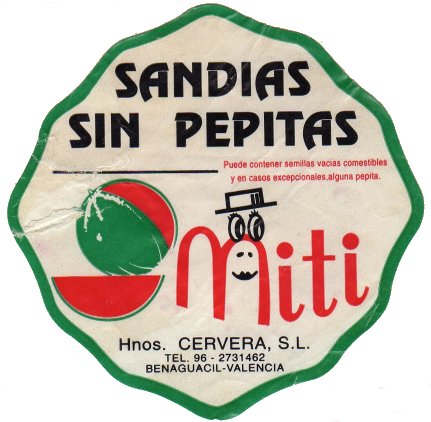 SANDIAS
SIN PEPITAS
Puede contener semillas vacias comestibles
y en casos excepcionales,alguna pepita.
Miti
Hnos. CERVERA, S.L.
TEL. 96 - 2731462
BENAGUACIL-VALENCIA